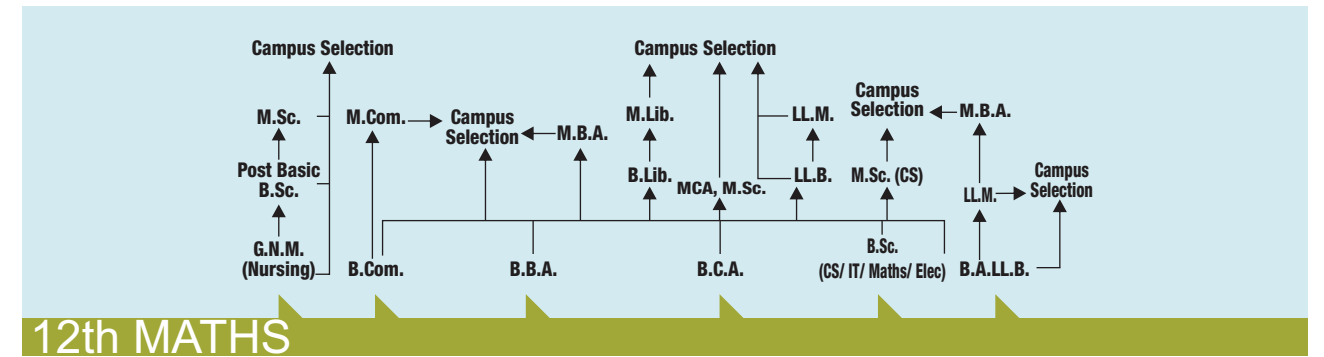 Campus Selection
Campus Selection
M.Sc.
M.Com.
Campus
Selection
M.B.A.
M.Lib.
LL.M.
Campus
Selection
M.B.A.
Post Basic
B.Sc.
B.Lib.
MCA, M.Sc.
LL.B.
M.Sc. (CS)
LL.M.
Campus
Selection
G.N.M.
(Nursing)
B.Com.
B.B.A.
B.C.A.
B.Sc.
(CS/ IT/ Maths/ Elec)
B.A.LL.B.
12th MATHS